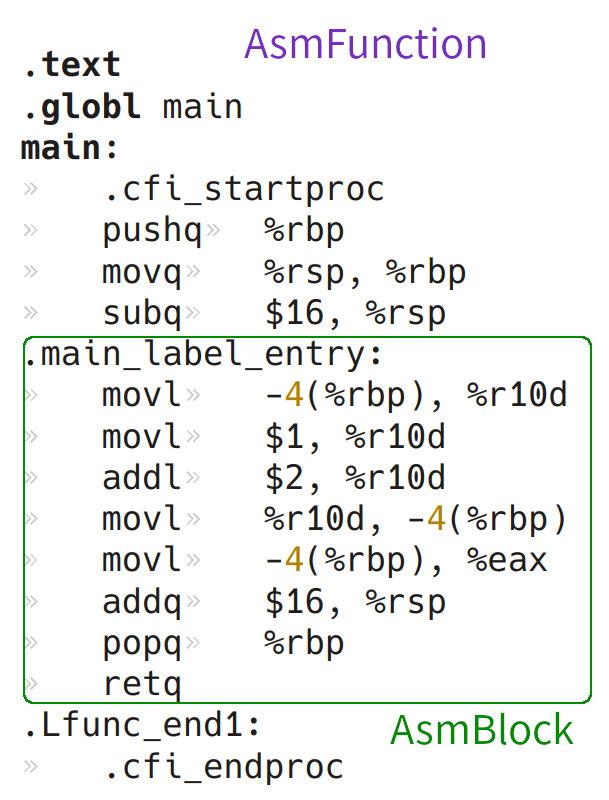 AsmFunction
.text
.globl main
main:
»   .cfi_startproc
»   pushq»   %rbp
»   movq»   %rsp, %rbp
»   subq»   $16, %rsp
.main_label_entry:
»   movl»   -4(%rbp), %r10d
»   movl»   $1, %r10d
»   addl»   $2, %r10d
»   movl»   %r10d, -4(%rbp)
»   movl»   -4(%rbp), %eax
»   addq»   $16, %rsp
»   popq»   %rbp
»   retq
.Lfunc_end1:
AsmBlock
»   .cfi_endproc